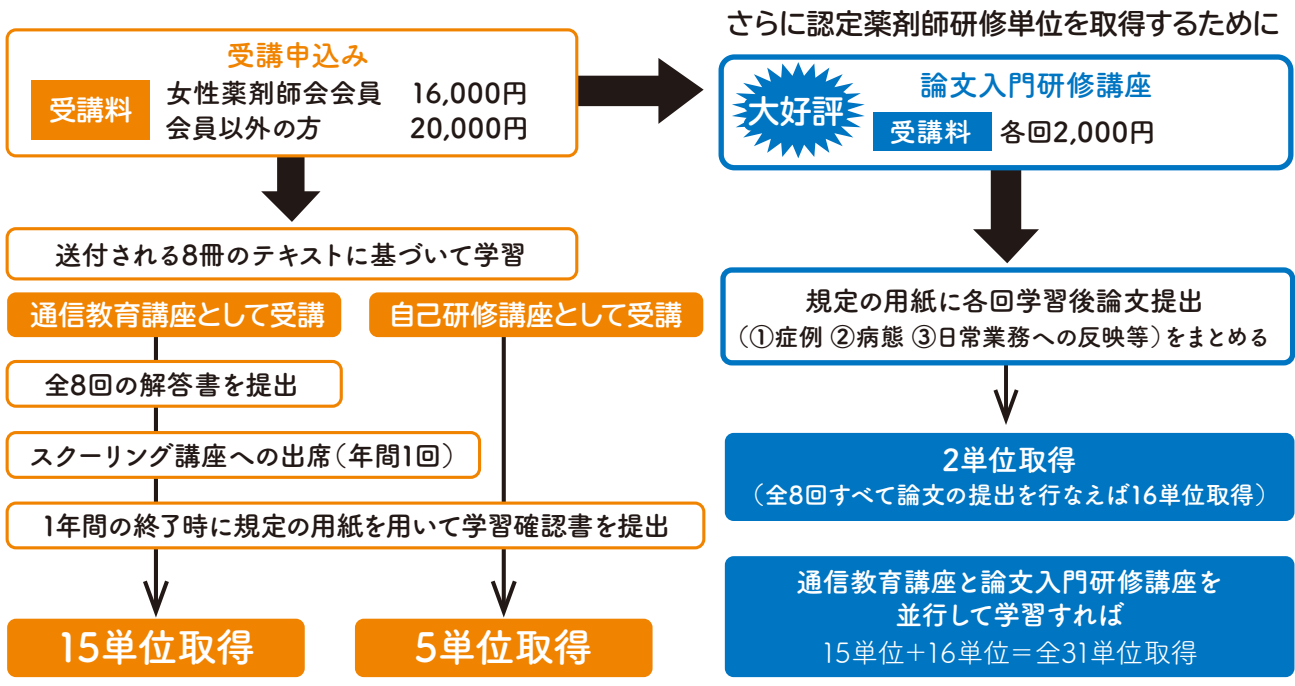 受講申込み
受講料
女性薬剤師会会員 16,000円
会員以外の方 20,000円
送付される8冊のテキストに基づいて学習
通信教育講座として受講
自己研修講座として受講
全8回の解答書を提出
スクーリング講座への出席（年間1回）
1年間の終了時に規定の用紙を用いて学習確認書を提出
15単位取得
5単位取得
さらに認定薬剤師研修単位を取得するために
大好評
論文入門研修講座
受講料 各回2,000円
規定の用紙に各回学習後論文提出
（①症例 ②病態 ③日常業務への反映等）をまとめる
2単位取得
（全8回すべて論文の提出を行なえば16単位取得）
通信教育講座と論文入門研修講座を
並行して学習すれば
15単位＋16単位＝全31単位取得